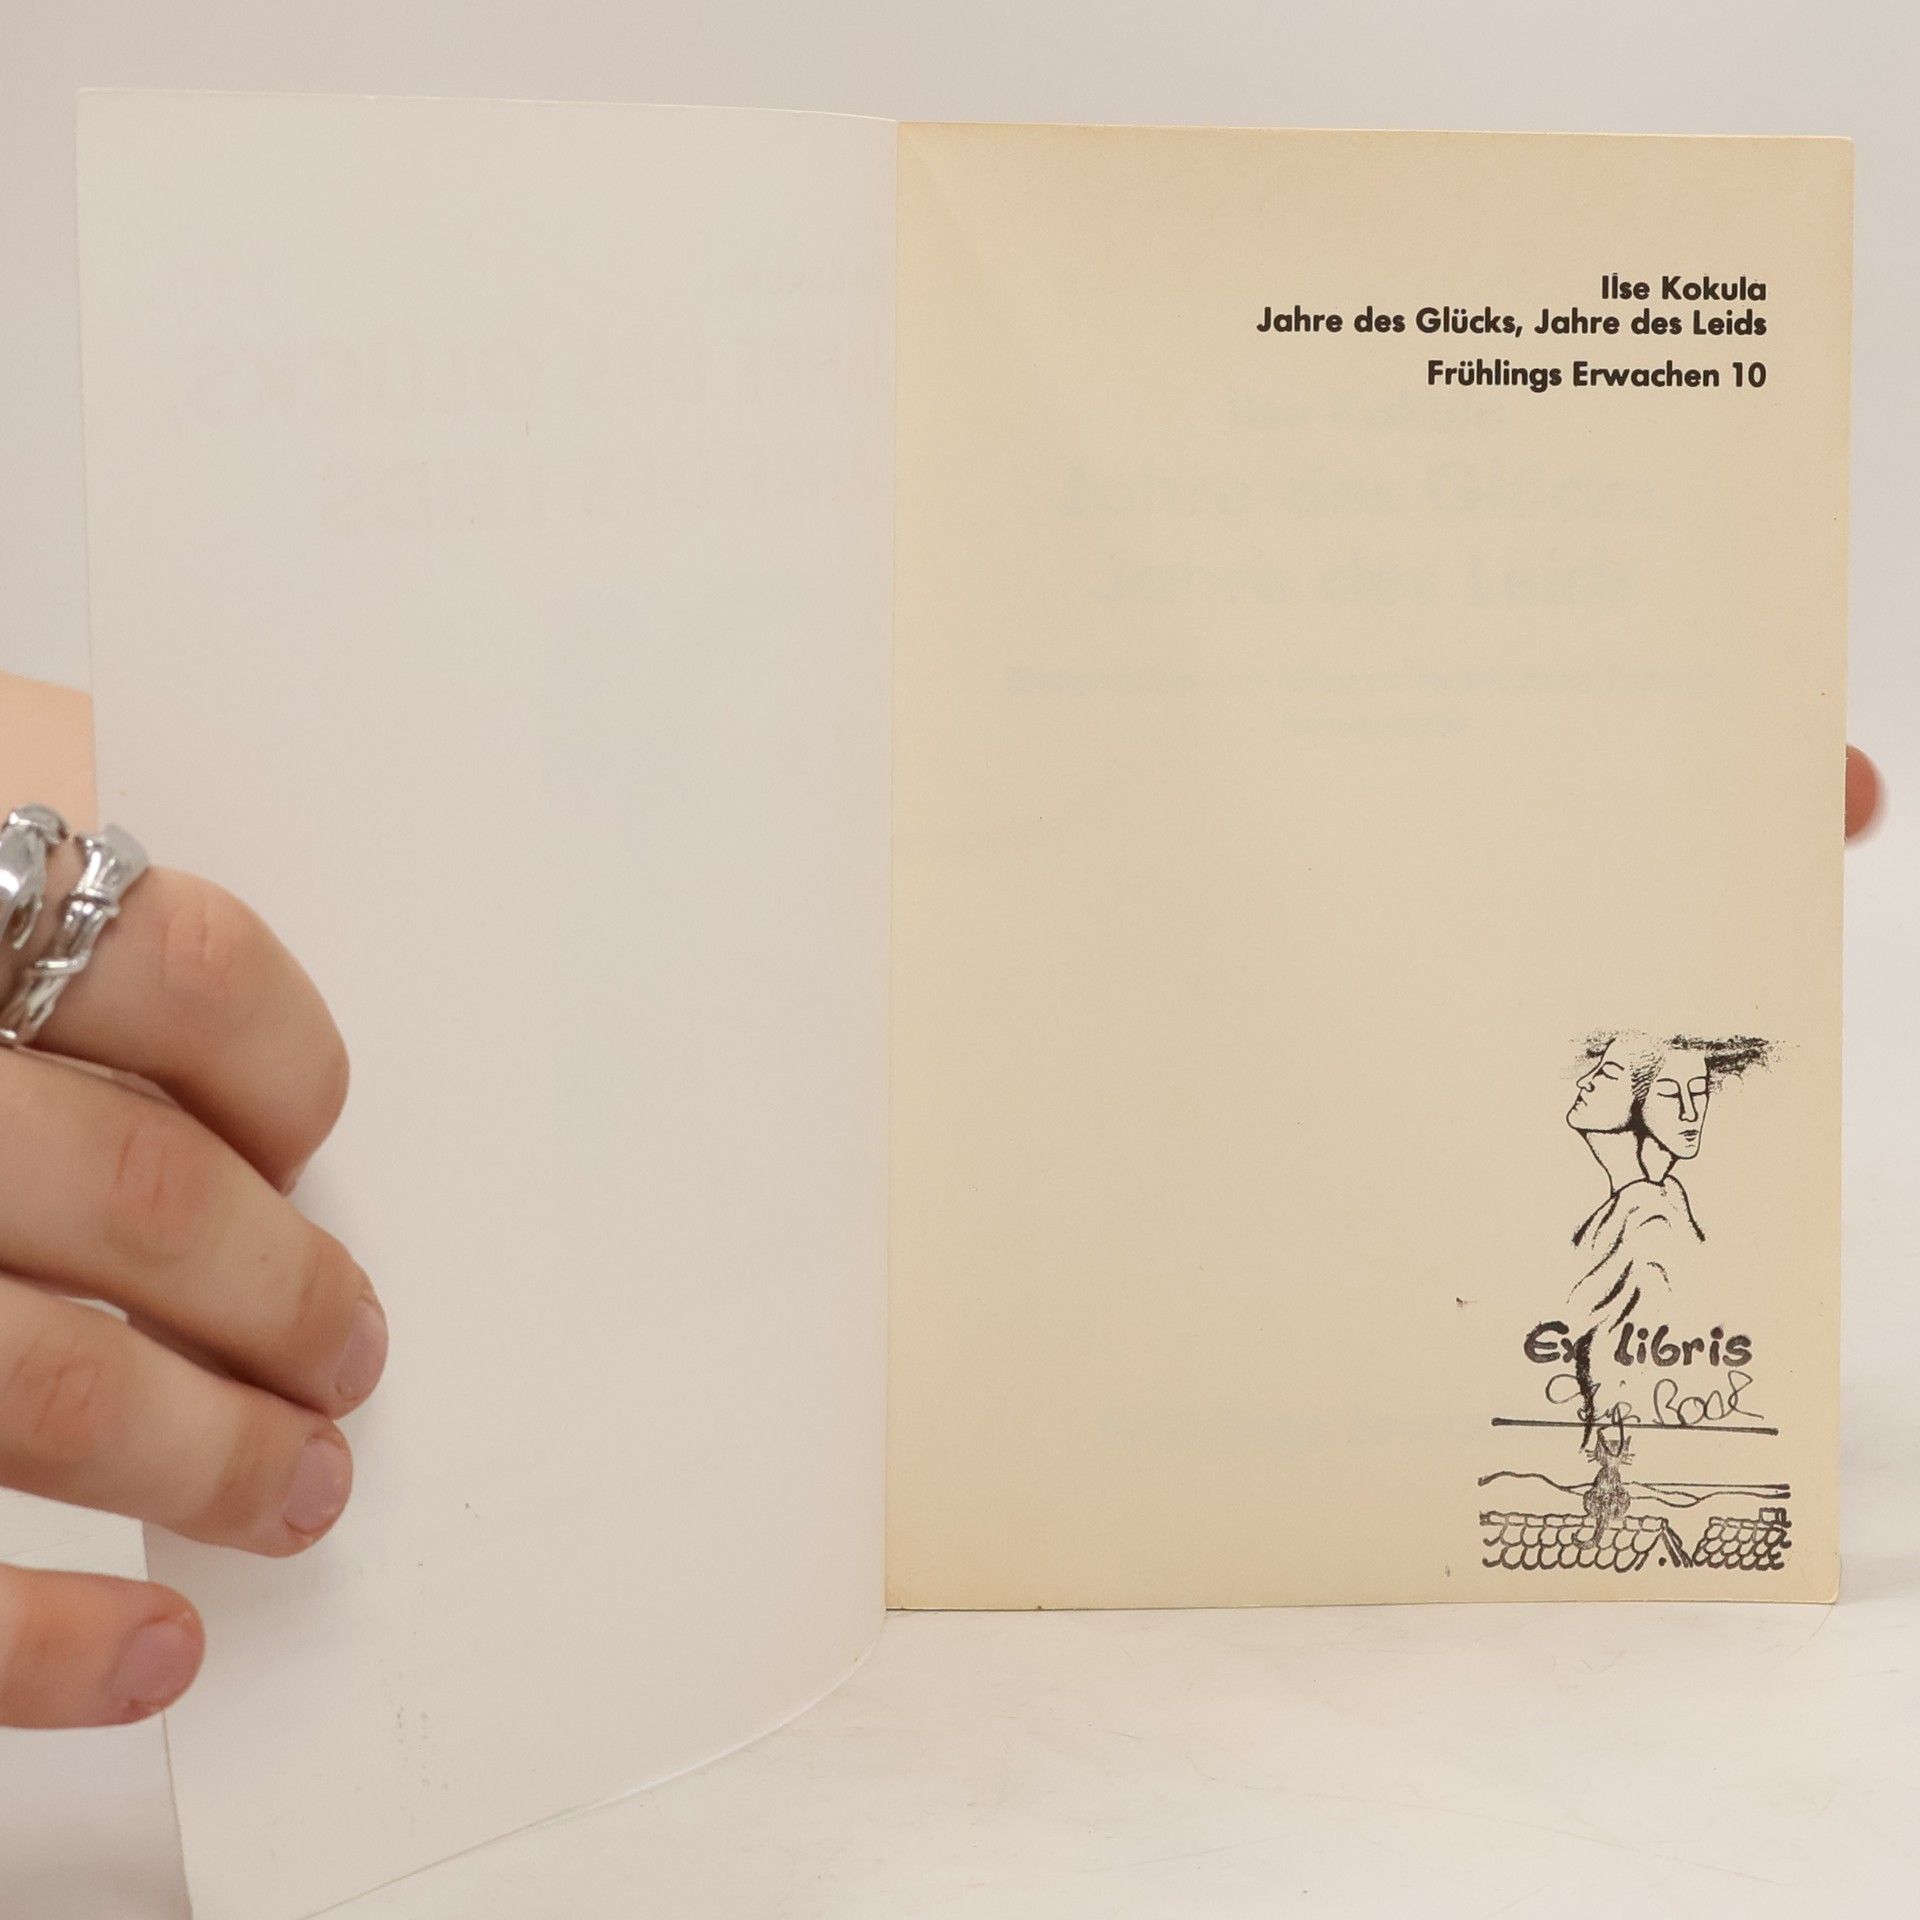 Ilse Kokula
Jahre des Glücks, Jahre des Leids
Frühlings Erwachen 10
Ex libris